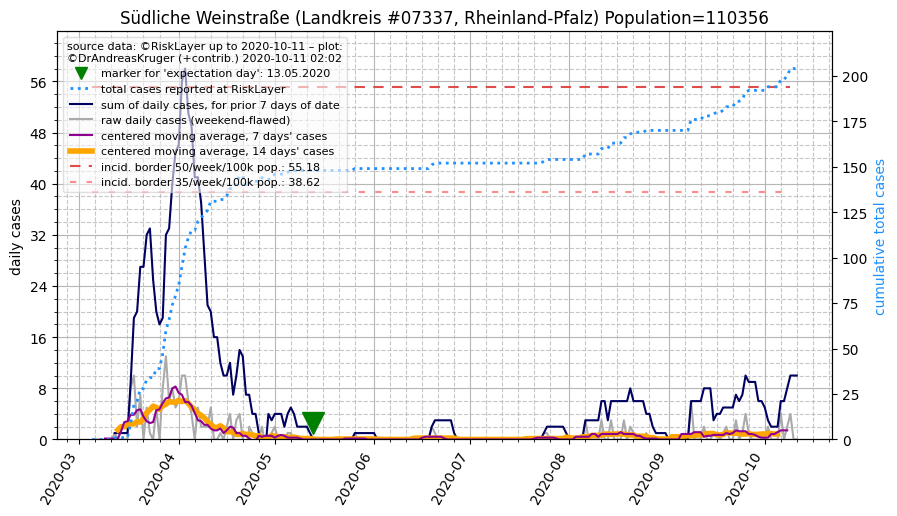 Südliche Weinstraße (Landkreis #07337, Rheinland-Pfalz) Population=110356
source data: ©RiskLayer up to 2020-10-11 – plot:
©DrAndreasKruger (+contrib.) 2020-10-11 02:02
marker for 'expectation day': 13.05.2020
total cases reported at RiskLayer
sum of daily cases, for prior 7 days of date
raw daily cases (weekend-flawed)
centered moving average, 7 days' cases
centered moving average, 14 days' cases
incid. border 50/week/100k pop.: 55.18
incid. border 35/week/100k pop.: 38.62
daily cases
56
48
40
32
24
16
8
0
cumulative total cases
200
175
150
125
100
75
50
25
0
2020-03
2020-04
2020-05
2020-06
2020-07
2020-08
2020-09
2020-10